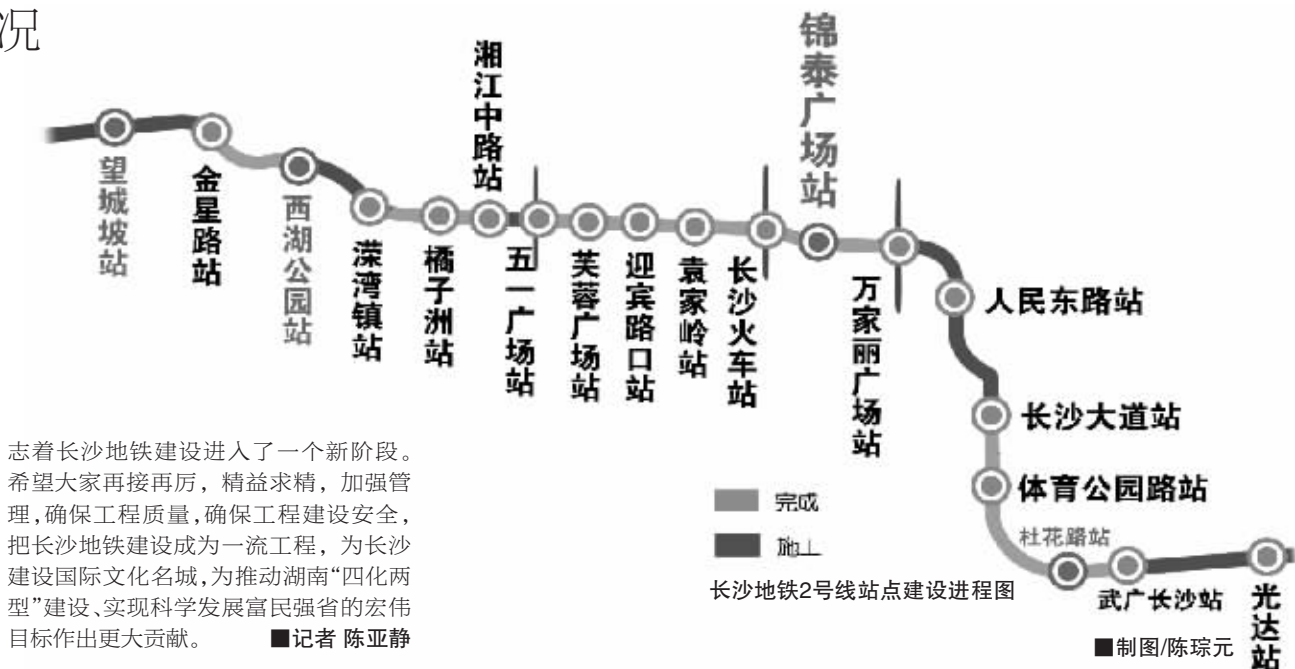 况
望城坡站
金星路站
西湖公园站
溁湾镇站
橘子洲站
湘江中路站
五一广场站
芙蓉广场站
迎宾路口站
袁家岭站
长沙火车站
锦泰广场站
万家丽广场站
人民东路站
长沙大道站
体育公园路站
杜花路站
武广长沙站
光达站
完成
施工
长沙地铁2号线站点建设进程图
■制图/陈琮元
志着长沙地铁建设进入了一个新阶段。
希望大家再接再厉，精益求精，加强管
理，确保工程质量，确保工程建设安全，
把长沙地铁建设成为一流工程，为长沙
建设国际文化名城，为推动湖南“四化两
型”建设、实现科学发展富民强省的宏伟
目标作出更大贡献。 ■记者 陈亚静